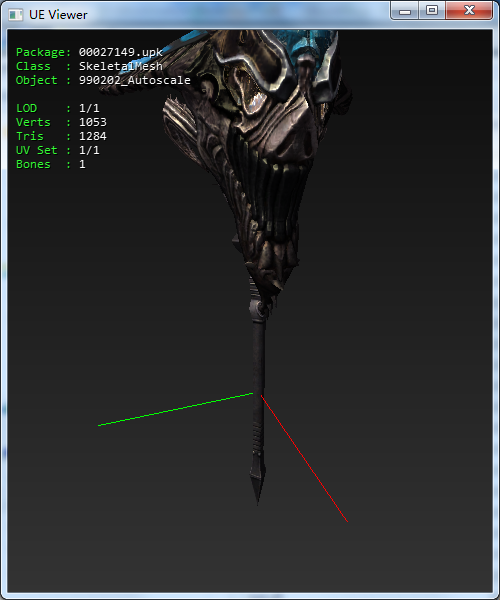 UE Viewer
Package: 00027149.upk
Class : SkeletalMesh
Object : 990202_Autoscale
LOD : 1/1
Verts : 1053
Tris : 1284
UV Set : 1/1
Bones : 1